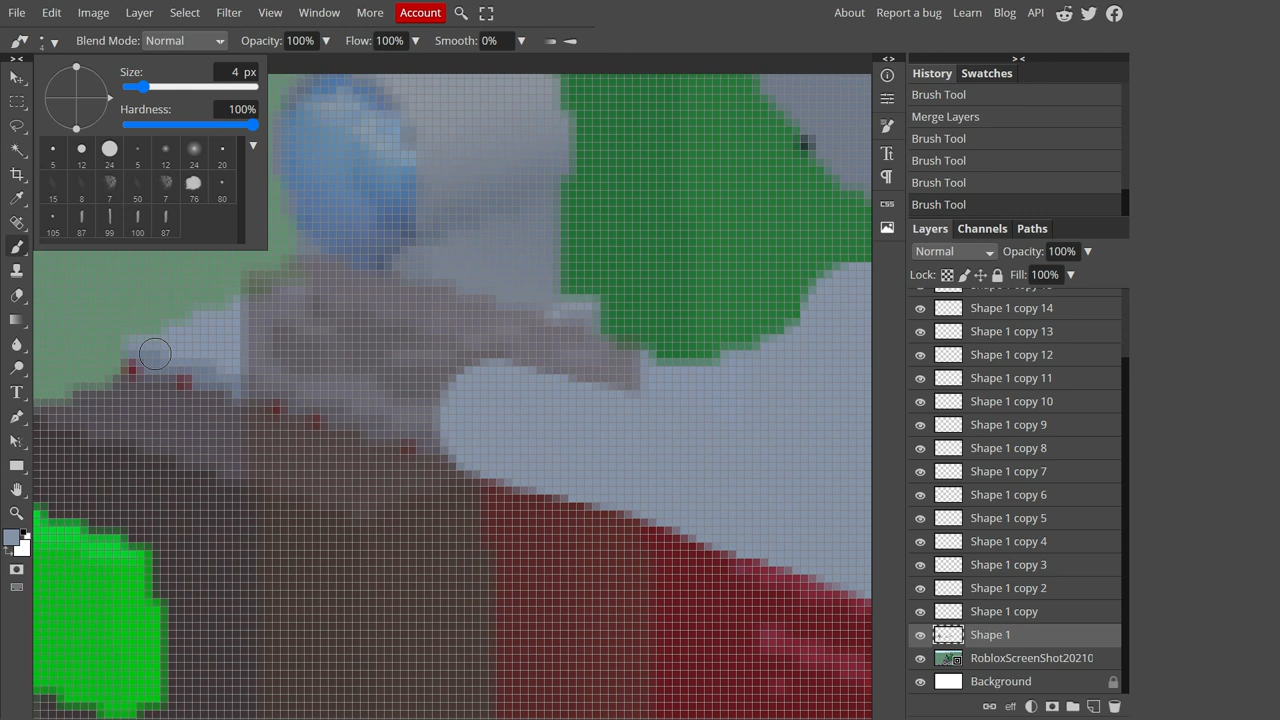 File Edit Image Layer Select Filter View Window More Account About Report a bug Learn Blog API
4 Blend Mode: Normal Opacity: 100% Flow: 100% Smooth: 0%
Size: 4 px
Hardness: 100%
5 12 24 5 12 24 20
15 8 7 50 7 76 80
105 87 99 100 87
History Swatches
Brush Tool
Merge Layers
Brush Tool
Brush Tool
Brush Tool
Brush Tool
Layers Channels Paths
Normal Opacity: 100%
Lock: Fill: 100%
Shape 1 copy 14
Shape 1 copy 13
Shape 1 copy 12
Shape 1 copy 11
Shape 1 copy 10
Shape 1 copy 9
Shape 1 copy 8
Shape 1 copy 7
Shape 1 copy 6
Shape 1 copy 5
Shape 1 copy 4
Shape 1 copy 3
Shape 1 copy 2
Shape 1 copy
Shape 1
RobloxScreenShot20210
Background
eff
CSS